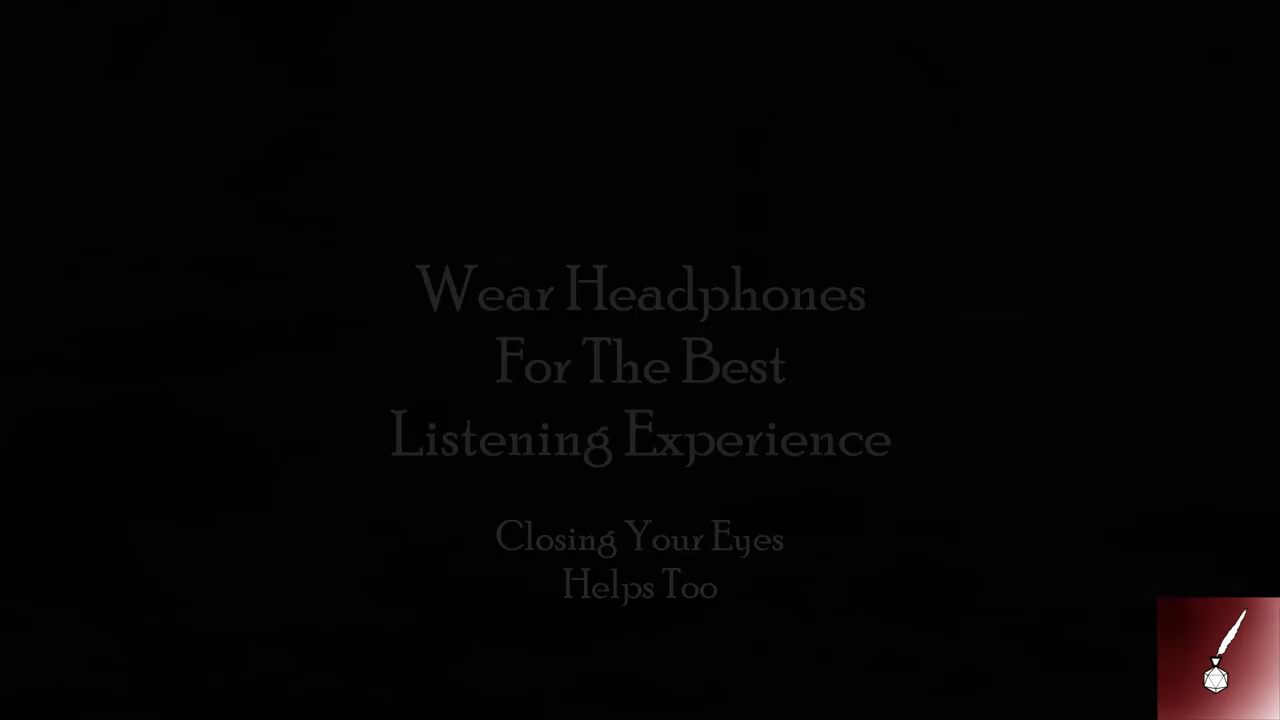 Wear Headphones
For The Best
Listening Experience
Closing Your Eyes
Helps Too